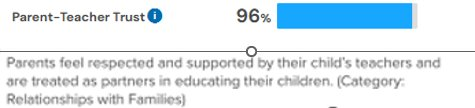 Parent-Teacher Trust i 96%
Parents feel respected and supported by their child's teachers and
are treated as partners in educating their children. (Category:
Relationships with Families)